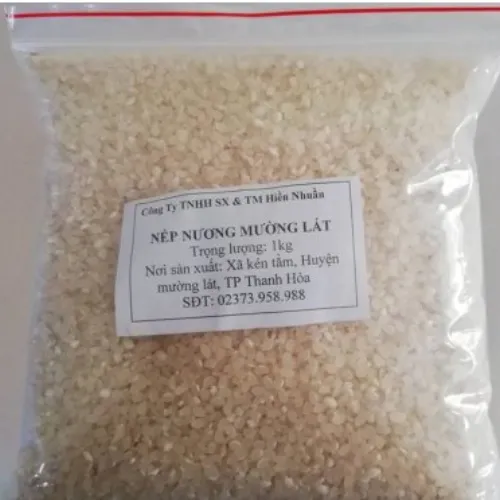 Công Ty TNHH SX & TM Hiền Nhuần
NẾP NƯƠNG MƯỜNG LÁT
Trọng lượng: 1kg
Nơi sản xuất: Xã kén tằm, Huyện
mường lát, TP Thanh Hóa
SĐT: 02373.958.988